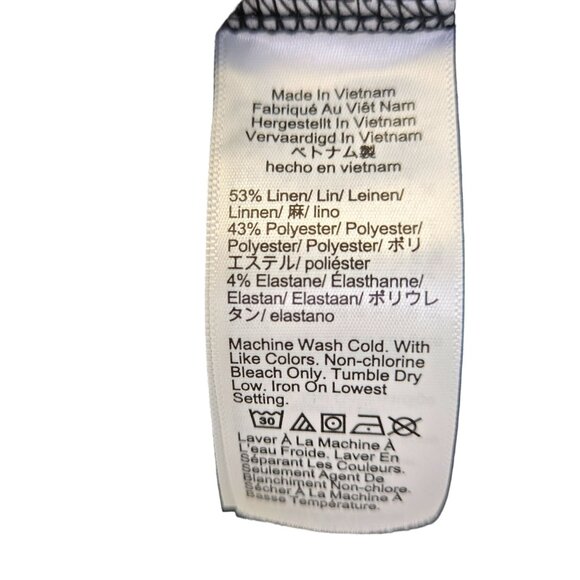 Made In Vietnam
Fabriqué Au Viêt Nam
Hergestellt In Vietnam
Vervaardigd In Vietnam
ベトナム製
hecho en vietnam
53% Linen/ Lin/ Leinen/
Linnen/ 麻/ lino
43% Polyester/ Polyester/
Polyester/ Polyester/ ポリ
エステル/ poliéster
4% Elastane/ Élasthanne/
Elastan/ Elastaan/ ポリウレ
タン/ elastano
Machine Wash Cold. With
Like Colors. Non-chlorine
Bleach Only. Tumble Dry
Low. Iron On Lowest
Setting.
30
Laver À La Machine À
L'eau Froide. Laver En
Séparant Les Couleurs.
Seulement Agent De
Blanchiment Non-chlore.
Sécher À La Machine À
Basse Température.